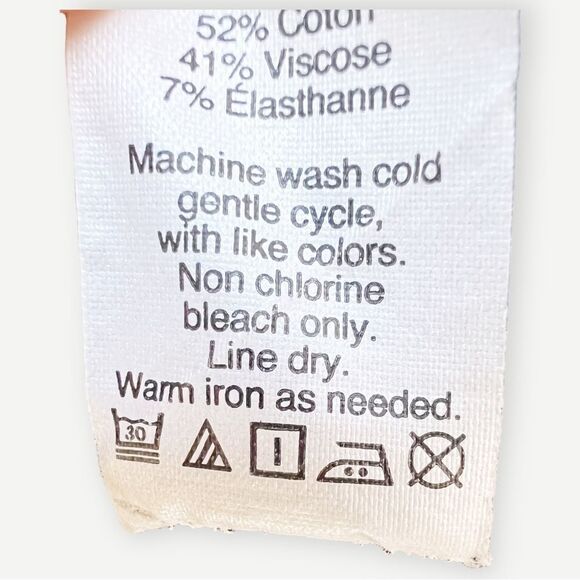 52% Coton
41% Viscose
7% Élasthanne
Machine wash cold
gentle cycle,
with like colors.
Non chlorine
bleach only.
Line dry.
Warm iron as needed.
30